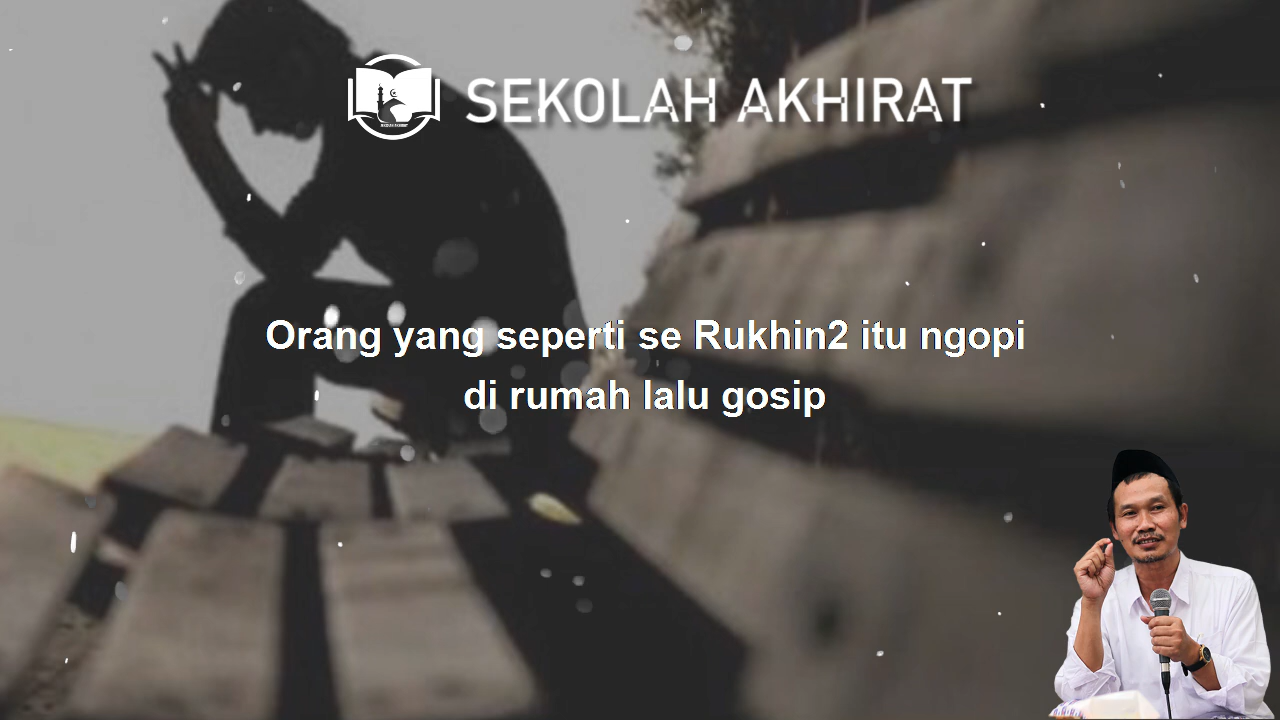 SEKOLAH AKHIRAT
Orang yang seperti se Rukhin2 itu ngopi
di rumah lalu gosip